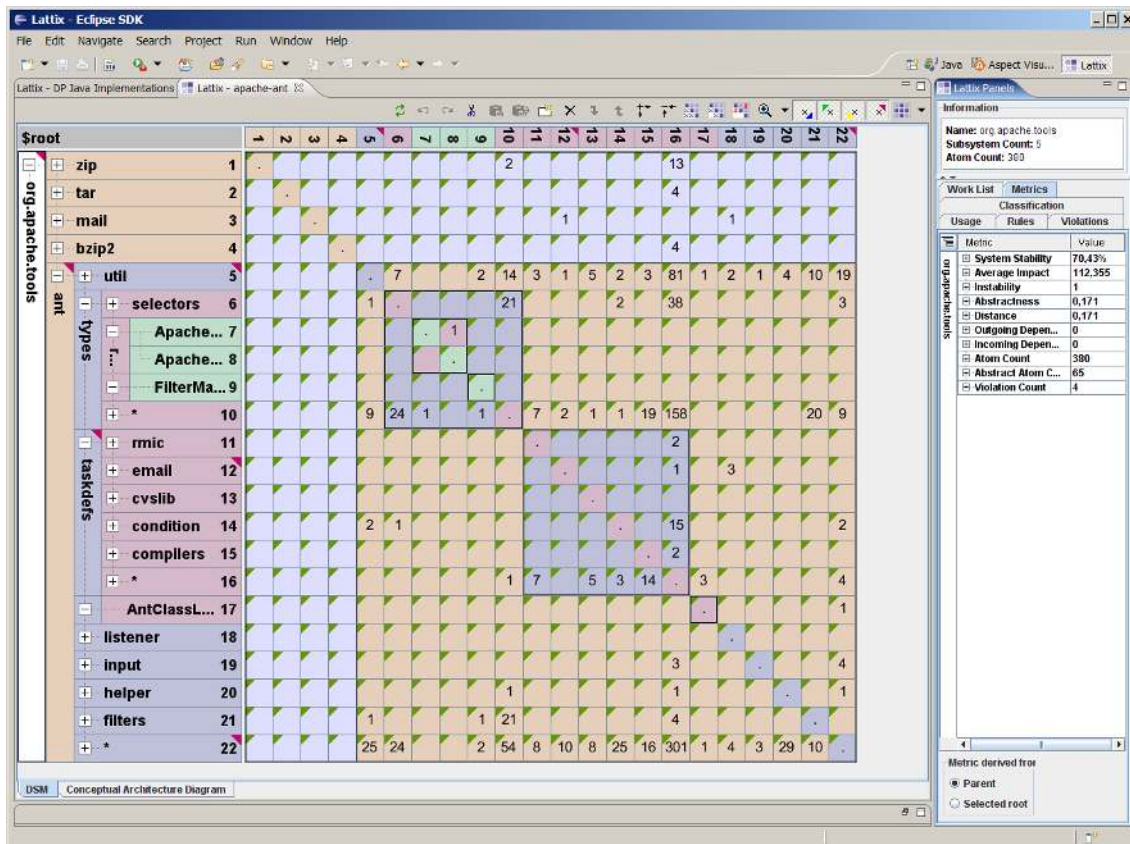 Lattix - Eclipse SDK
File Edit Navigate Search Project Run Window Help
Java Aspect Visu... Lattix
Lattix - DP Java Implementations Lattix - apache-ant
Lattix Panels
Information
Name: org.apache.tools
Subsystem Count: 5
Atom Count: 380
Work List Metrics
Classification
Usage Rules Violations
Metric Value
System Stability 70,43%
Average Impact 112,355
Instability 1
Abstractness 0,171
Distance 0,171
Outgoing Depen... 0
Incoming Depen... 0
Atom Count 380
Abstract Atom C... 65
Violation Count 4
org.apache.tools
Metric derived from
Parent
Selected root
$root 1 2 3 4 5 6 7 8 9 10 11 12 13 14 15 16 17 18 19 20 21 22
org.apache.tools
zip 1 . 2 13
tar 2 . 4
mail 3 . 1 1
bzip2 4 . 4
ant
util 5 . 7 2 14 3 1 5 2 3 81 1 2 1 4 10 19
types
selectors 6 1 . 21 2 38 3
r...
Apache... 7 . 1
Apache... 8 .
FilterMa... 9 .
* 10 9 24 1 1 . 7 2 1 1 19 158 20 9
taskdefs
rmic 11 . 2
email 12 . 1 3
cvslib 13 .
condition 14 2 1 . 15 2
compilers 15 . 2
* 16 1 7 5 3 14 . 3 4
AntClassL... 17 . 1
listener 18 .
input 19 3 . 4
helper 20 1 1 . 1
filters 21 1 1 21 4 .
* 22 25 24 2 54 8 10 8 25 16 301 1 4 3 29 10 .
DSM Conceptual Architecture Diagram